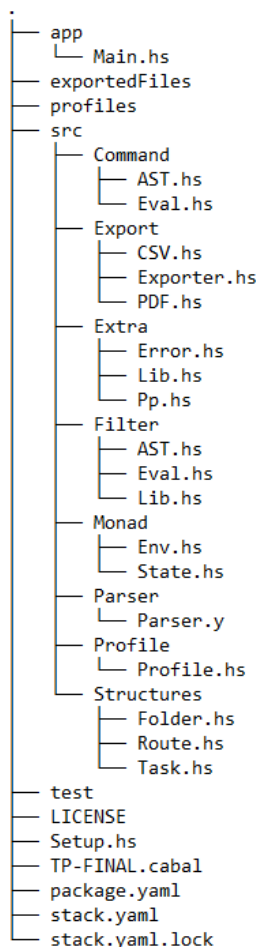 .
├── app
│   └── Main.hs
├── exportedFiles
├── profiles
├── src
│   ├── Command
│   │   ├── AST.hs
│   │   └── Eval.hs
│   ├── Export
│   │   ├── CSV.hs
│   │   ├── Exporter.hs
│   │   └── PDF.hs
│   ├── Extra
│   │   ├── Error.hs
│   │   ├── Lib.hs
│   │   └── Pp.hs
│   ├── Filter
│   │   ├── AST.hs
│   │   ├── Eval.hs
│   │   └── Lib.hs
│   ├── Monad
│   │   ├── Env.hs
│   │   └── State.hs
│   ├── Parser
│   │   └── Parser.y
│   ├── Profile
│   │   └── Profile.hs
│   └── Structures
│       ├── Folder.hs
│       ├── Route.hs
│       └── Task.hs
├── test
├── LICENSE
├── Setup.hs
├── TP-FINAL.cabal
├── package.yaml
├── stack.yaml
└── stack.yaml.lock